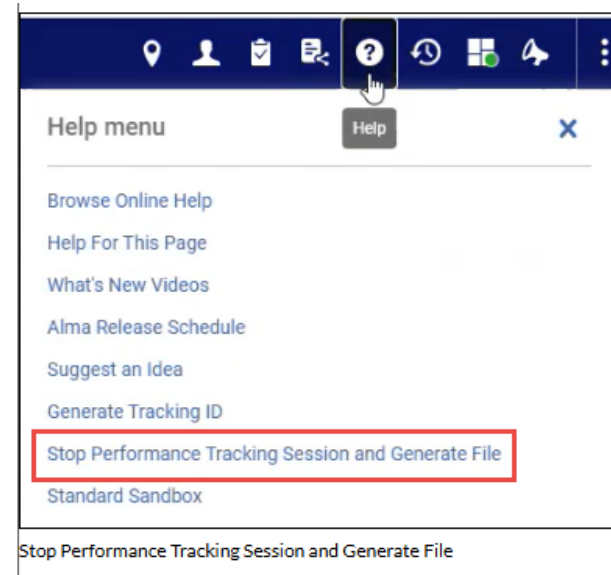 Help menu
Help
Browse Online Help
Help For This Page
What's New Videos
Alma Release Schedule
Suggest an Idea
Generate Tracking ID
Stop Performance Tracking Session and Generate File
Standard Sandbox
Stop Performance Tracking Session and Generate File